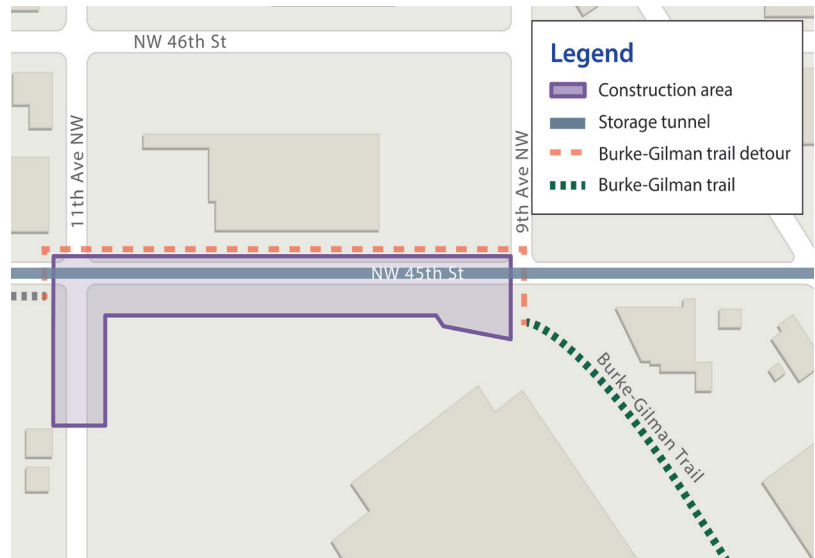 NW 46th St
Legend
Construction area
Storage tunnel
Burke-Gilman trail detour
Burke-Gilman trail
11th Ave NW
9th Ave NW
NW 45th St
Burke-Gilman Trail